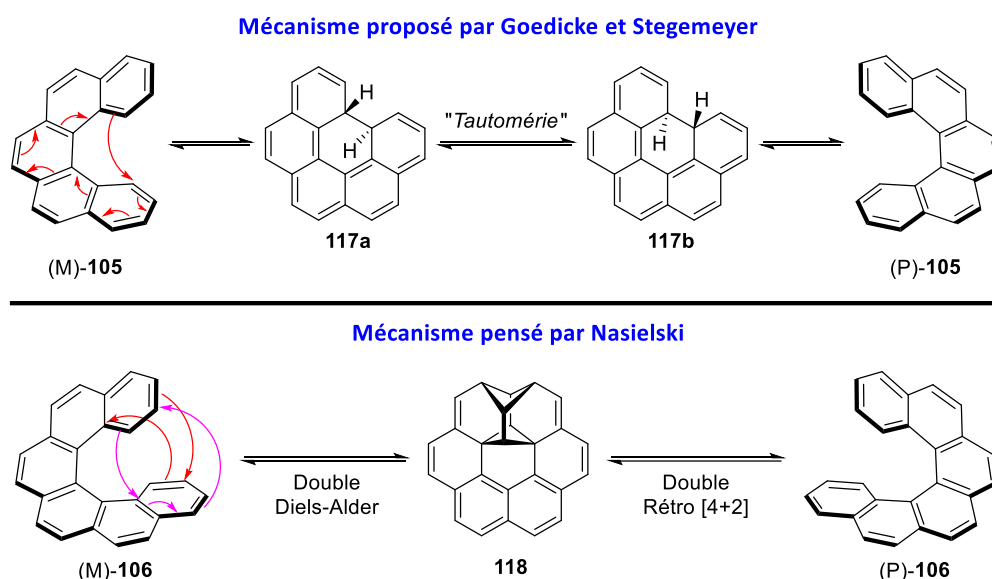 Mécanisme proposé par Goedicke et Stegemeyer
H
H
"Tautomérie"
H
H
117a
117b
(M)-105
(P)-105
Mécanisme pensé par Nasielski
Double
Diels-Alder
Double
Rétro [4+2]
118
(M)-106
(P)-106